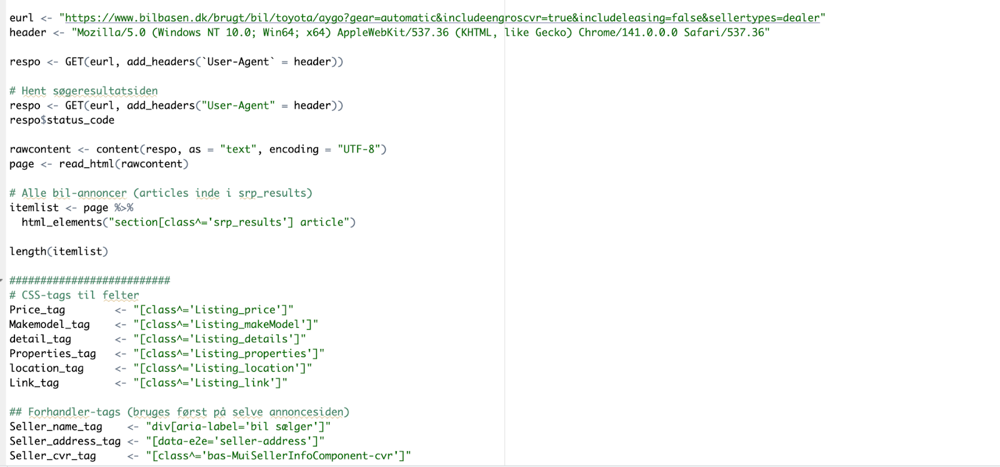 eurl <- "https://www.bilbasen.dk/brugt/bil/toyota/aygo?gear=automatic&includeengroscvr=true&includeleasing=false&sellertypes=dealer"
header <- "Mozilla/5.0 (Windows NT 10.0; Win64; x64) AppleWebKit/537.36 (KHTML, like Gecko) Chrome/141.0.0.0 Safari/537.36"
respo <- GET(eurl, add_headers(`User-Agent` = header))
# Hent søgeresultatsiden
respo <- GET(eurl, add_headers("User-Agent" = header))
respo$status_code
rawcontent <- content(respo, as = "text", encoding = "UTF-8")
page <- read_html(rawcontent)
# Alle bil-annoncer (articles inde i srp_results)
itemlist <- page %>%
  html_elements("section[class^='srp_results'] article")
length(itemlist)
##########################
# CSS-tags til felter
Price_tag        <- "[class^='Listing_price']"
Makemodel_tag    <- "[class^='Listing_makeModel']"
detail_tag       <- "[class^='Listing_details']"
Properties_tag   <- "[class^='Listing_properties']"
location_tag     <- "[class^='Listing_location']"
Link_tag         <- "[class^='Listing_link']"
## Forhandler-tags (bruges først på selve annoncesiden)
Seller_name_tag    <- "div[aria-label='bil sælger']"
Seller_address_tag <- "[data-e2e='seller-address']"
Seller_cvr_tag     <- "[class^='bas-MuiSellerInfoComponent-cvr']"